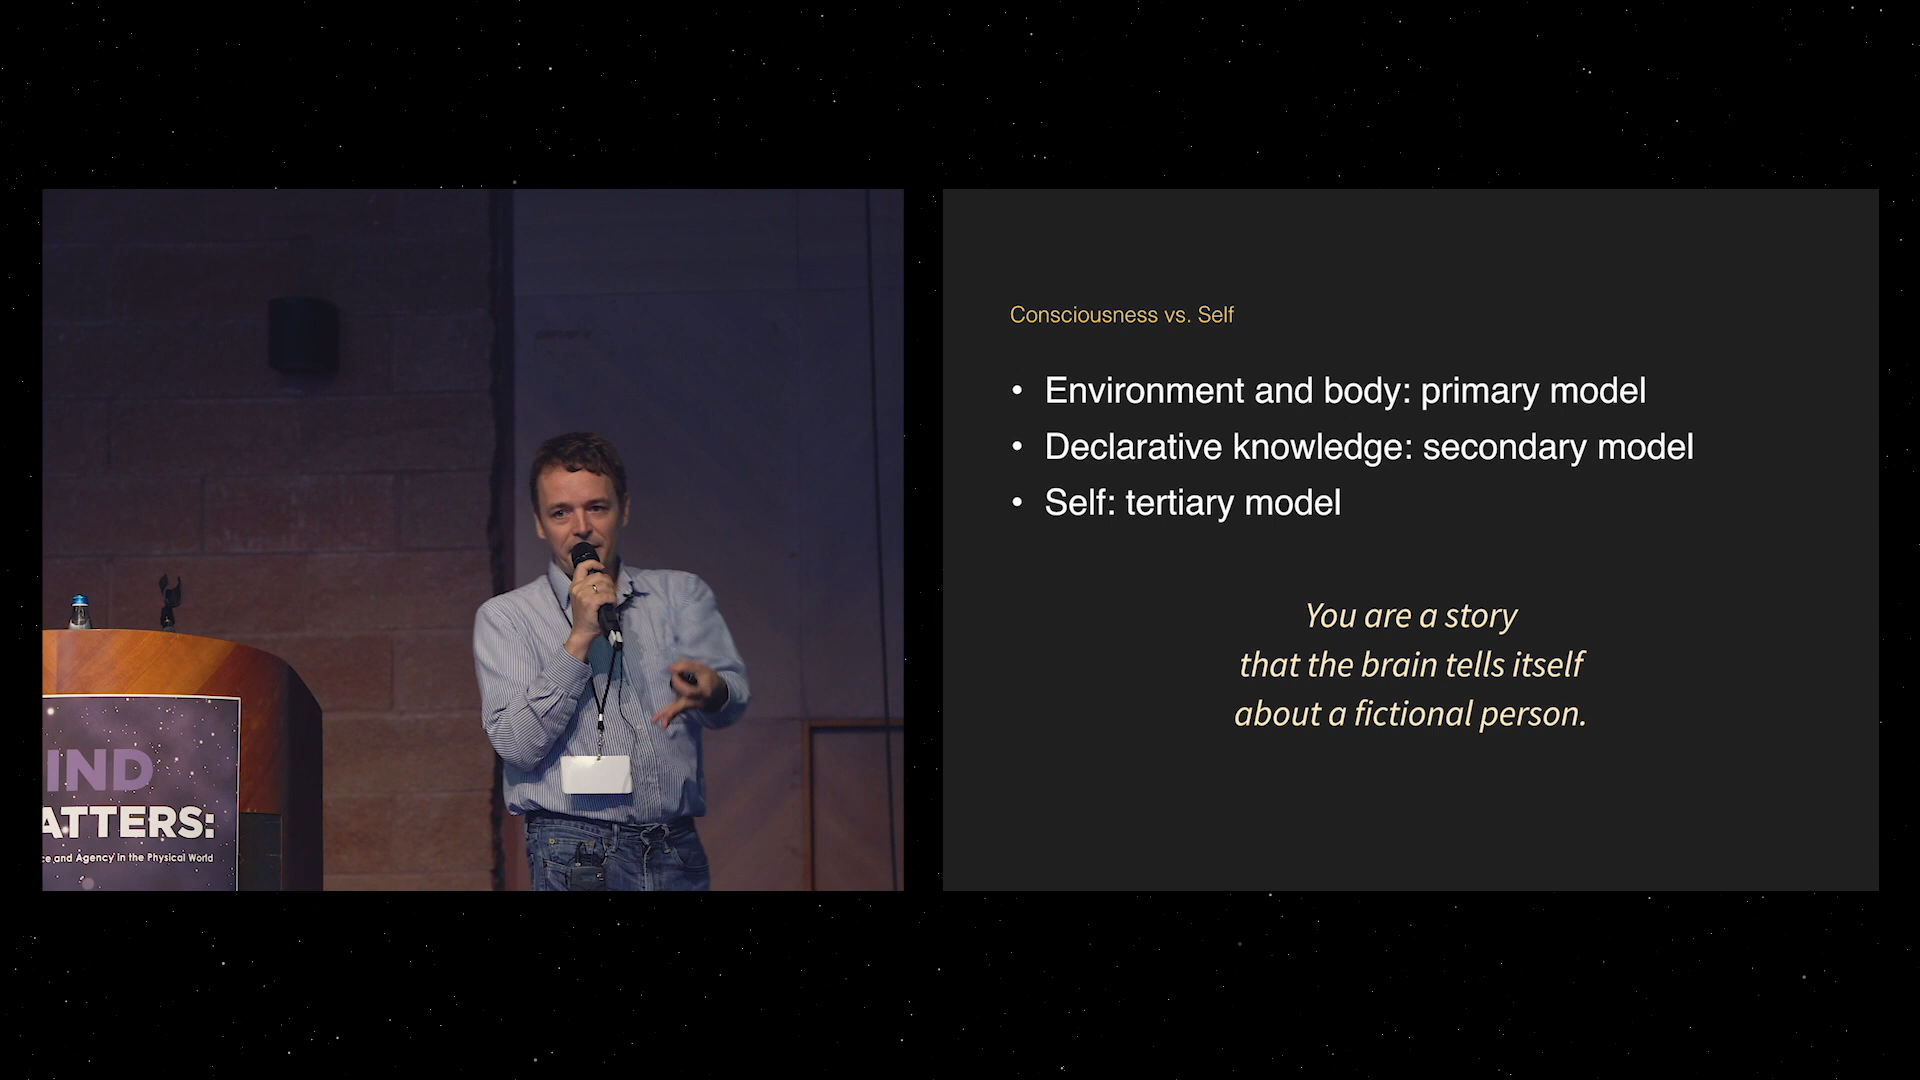 IND
ATTERS:
ce and Agency in the Physical World
Consciousness vs. Self
• Environment and body: primary model
• Declarative knowledge: secondary model
• Self: tertiary model
You are a story
that the brain tells itself
about a fictional person.